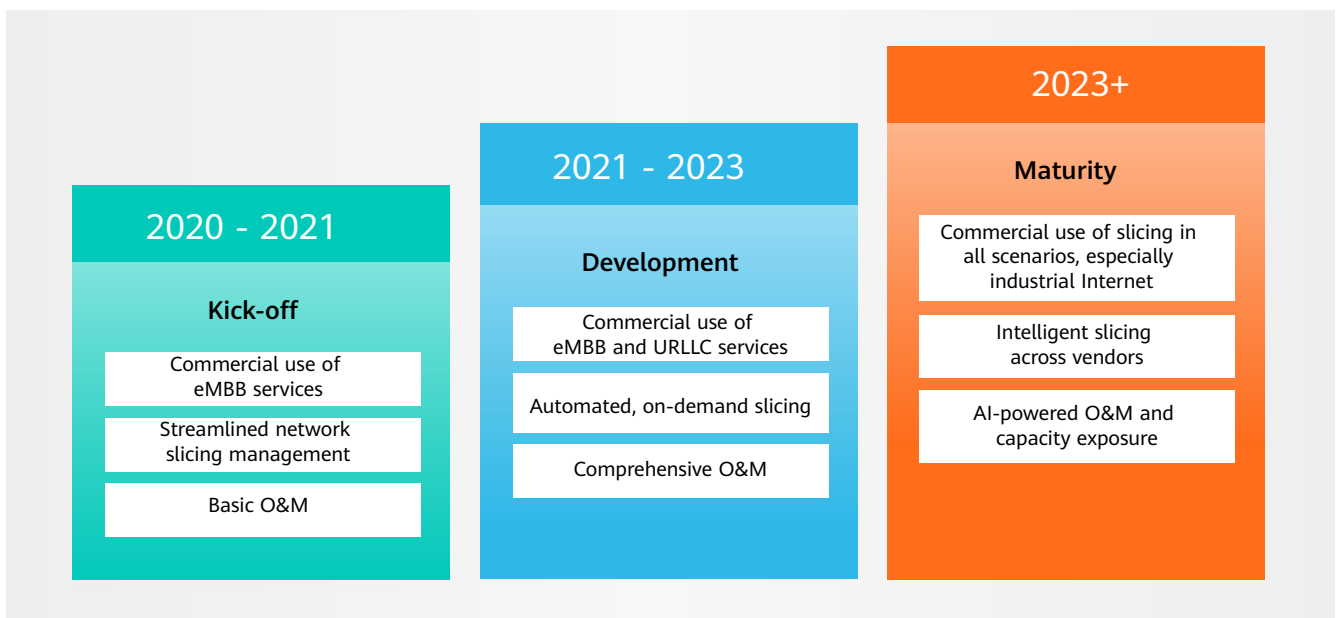 2020 - 2021
Kick-off
Commercial use of
eMBB services
Streamlined network
slicing management
Basic O&M
2021 - 2023
Development
Commercial use of
eMBB and URLLC services
Automated, on-demand slicing
Comprehensive O&M
2023+
Maturity
Commercial use of slicing in
all scenarios, especially
industrial Internet
Intelligent slicing
across vendors
AI-powered O&M and
capacity exposure